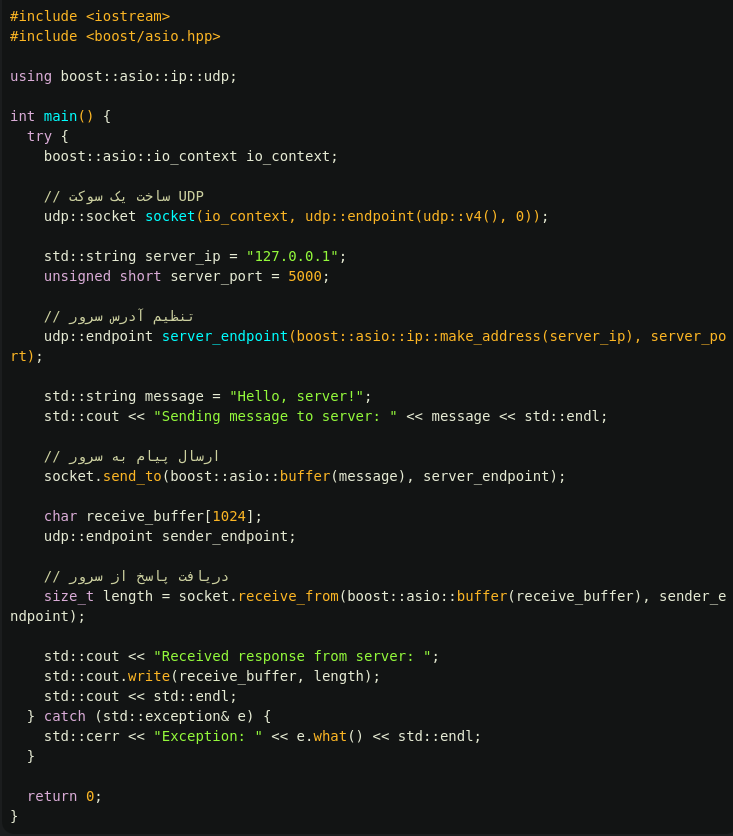 #include <iostream>
#include <boost/asio.hpp>

using boost::asio::ip::udp;

int main() {
  try {
    boost::asio::io_context io_context;

    // ساخت یک سوکت UDP
    udp::socket socket(io_context, udp::endpoint(udp::v4(), 0));

    std::string server_ip = "127.0.0.1";
    unsigned short server_port = 5000;

    // تنظیم آدرس سرور
    udp::endpoint server_endpoint(boost::asio::ip::make_address(server_ip), server_po
rt);

    std::string message = "Hello, server!";
    std::cout << "Sending message to server: " << message << std::endl;

    // ارسال پیام به سرور
    socket.send_to(boost::asio::buffer(message), server_endpoint);

    char receive_buffer[1024];
    udp::endpoint sender_endpoint;

    // دریافت پاسخ از سرور
    size_t length = socket.receive_from(boost::asio::buffer(receive_buffer), sender_e
ndpoint);

    std::cout << "Received response from server: ";
    std::cout.write(receive_buffer, length);
    std::cout << std::endl;
  } catch (std::exception& e) {
    std::cerr << "Exception: " << e.what() << std::endl;
  }

  return 0;
}